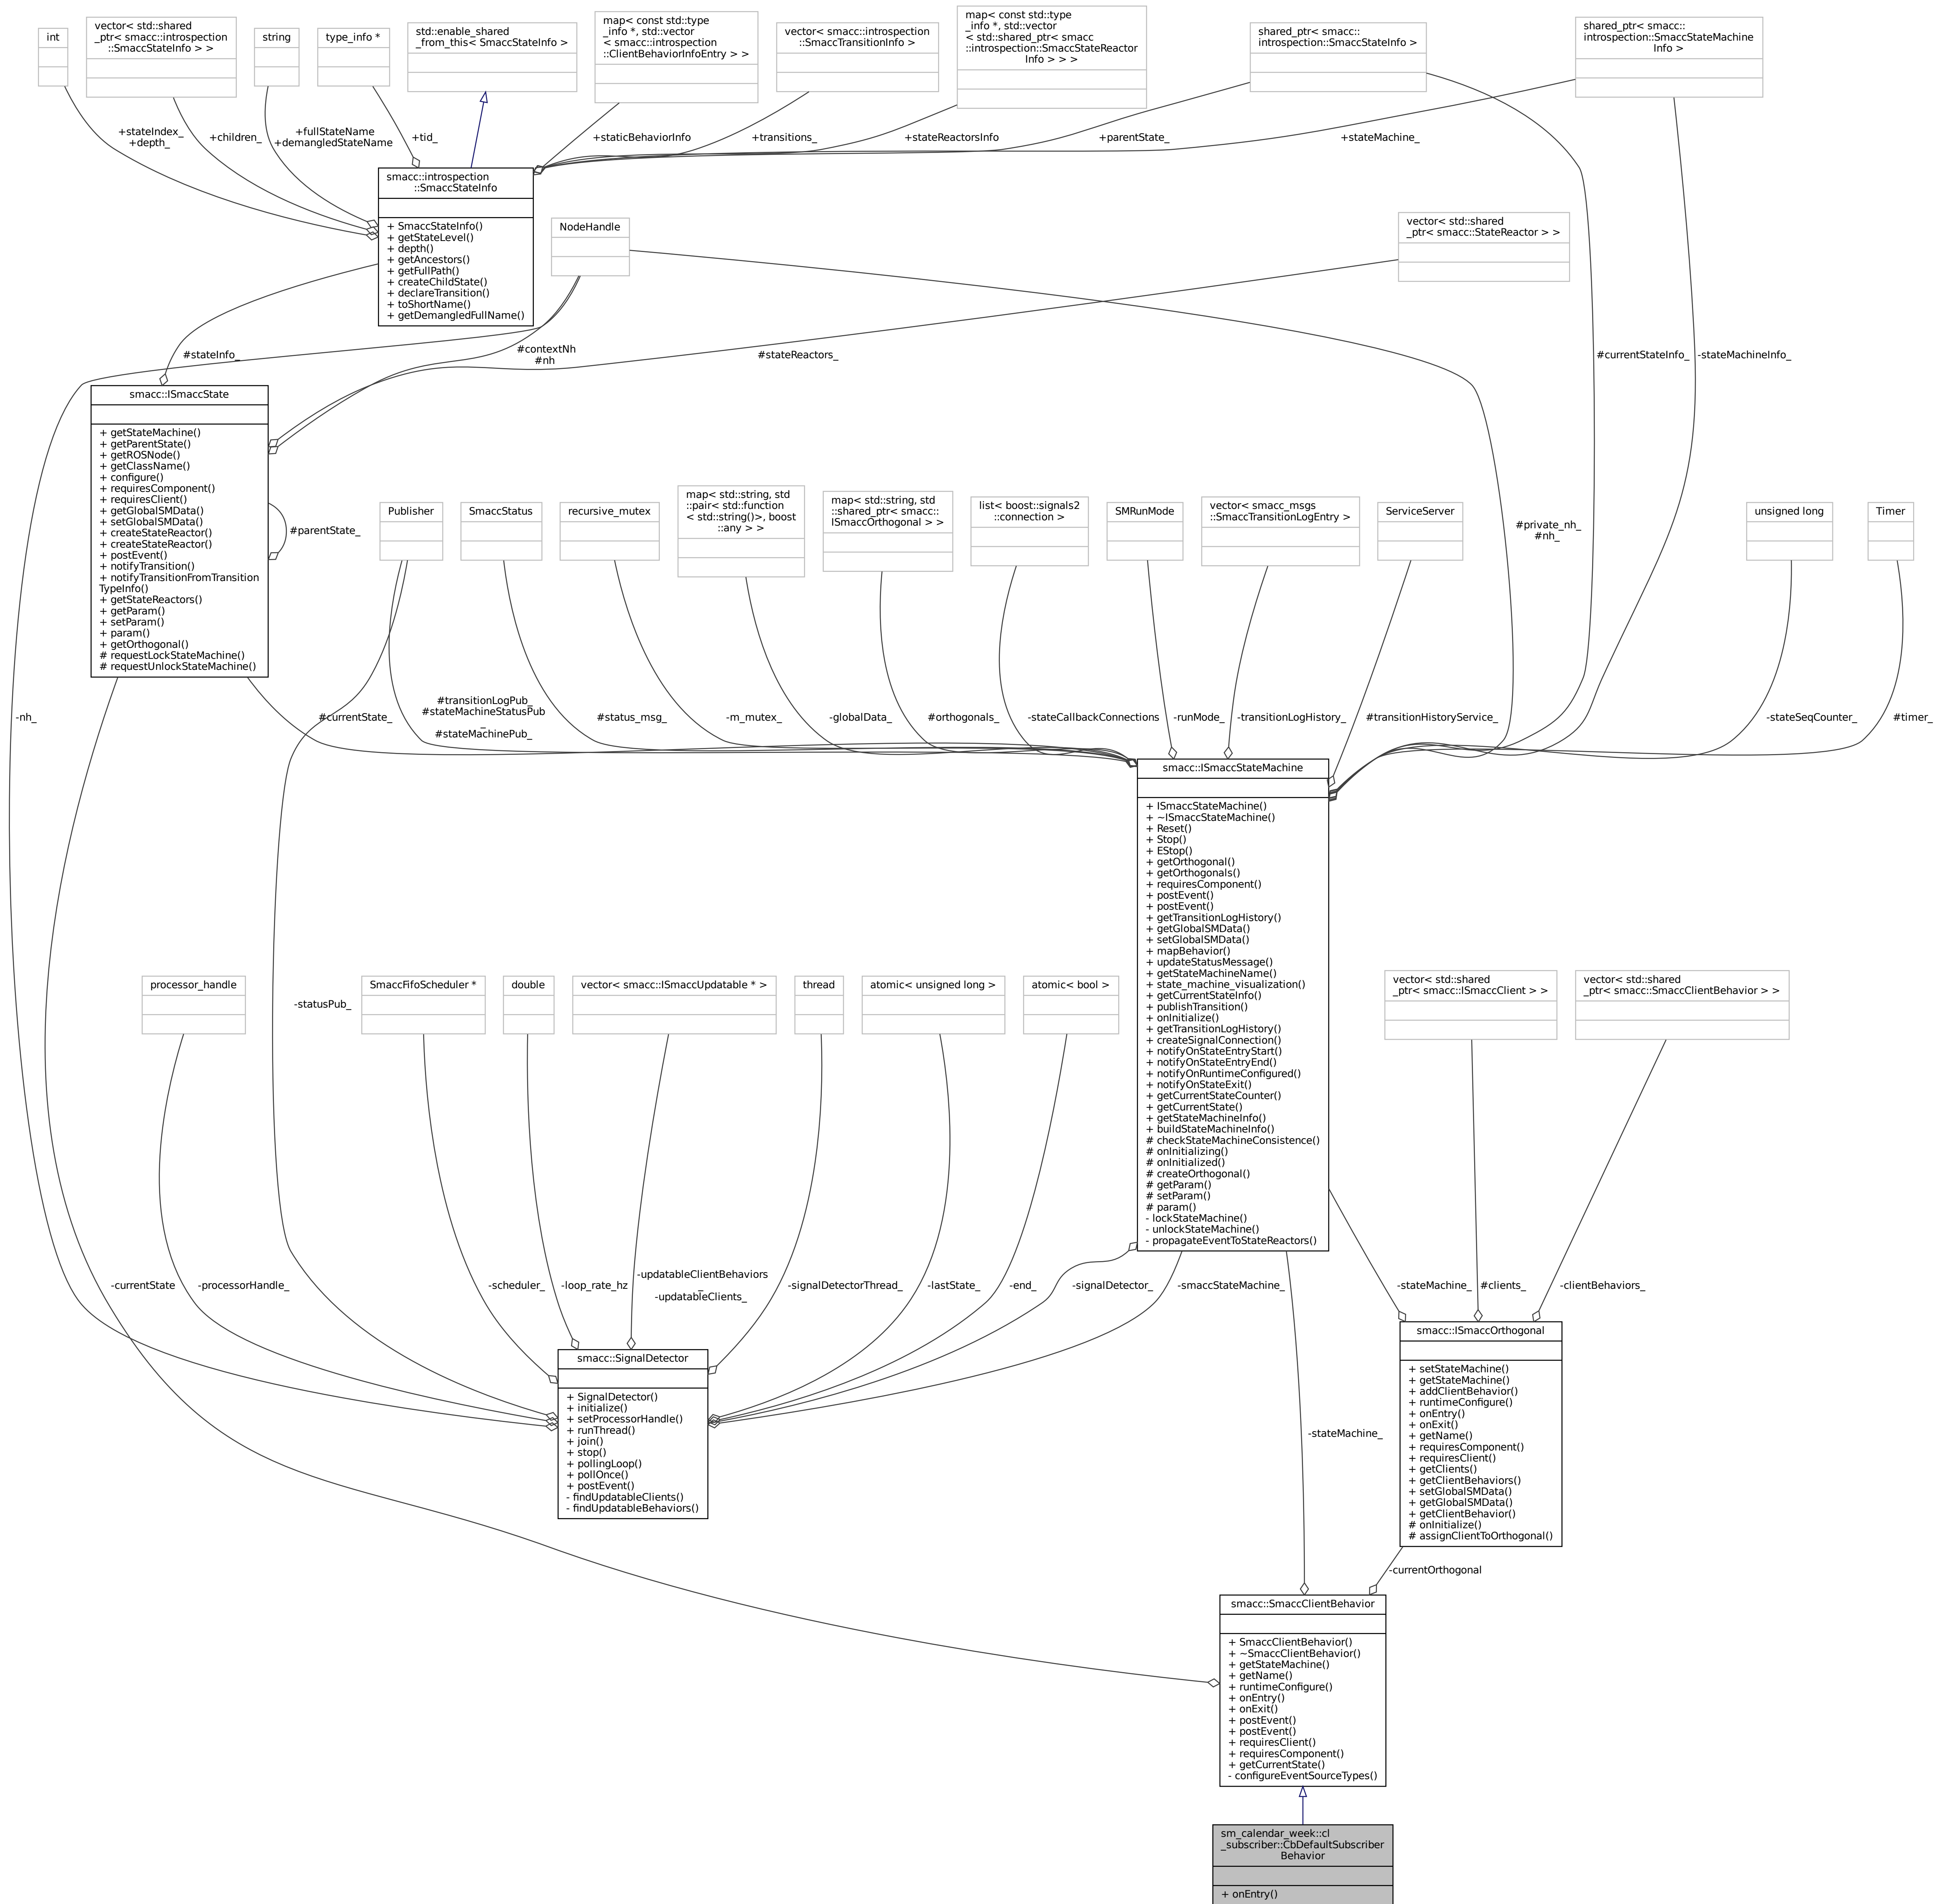 int
vector< std::shared
_ptr< smacc::introspection
::SmaccStateInfo > >
string
type_info *
std::enable_shared
_from_this< SmaccStateInfo >
map< const std::type
_info *, std::vector
< smacc::introspection
::ClientBehaviorInfoEntry > >
vector< smacc::introspection
::SmaccTransitionInfo >
map< const std::type
_info *, std::vector
< std::shared_ptr< smacc
::introspection::SmaccStateReactor
Info > > >
shared_ptr< smacc::
introspection::SmaccStateInfo >
shared_ptr< smacc::
introspection::SmaccStateMachine
Info >
+stateIndex_
+depth_
+children_
+fullStateName
+demangledStateName
+tid_
+staticBehaviorInfo
+transitions_
+stateReactorsInfo
+parentState_
+stateMachine_
smacc::introspection
::SmaccStateInfo
+ SmaccStateInfo()
+ getStateLevel()
+ depth()
+ getAncestors()
+ getFullPath()
+ createChildState()
+ declareTransition()
+ toShortName()
+ getDemangledFullName()
NodeHandle
vector< std::shared
_ptr< smacc::StateReactor > >
#stateInfo_
#contextNh
#nh
#stateReactors_
#currentStateInfo_
-stateMachineInfo_
smacc::ISmaccState
+ getStateMachine()
+ getParentState()
+ getROSNode()
+ getClassName()
+ configure()
+ requiresComponent()
+ requiresClient()
+ getGlobalSMData()
+ setGlobalSMData()
+ createStateReactor()
+ createStateReactor()
+ postEvent()
+ notifyTransition()
+ notifyTransitionFromTransition
TypeInfo()
+ getStateReactors()
+ getParam()
+ setParam()
+ param()
+ getOrthogonal()
# requestLockStateMachine()
# requestUnlockStateMachine()
#parentState_
Publisher
SmaccStatus
recursive_mutex
map< std::string, std
::pair< std::function
< std::string()>, boost
::any > >
map< std::string, std
::shared_ptr< smacc::
ISmaccOrthogonal > >
list< boost::signals2
::connection >
SMRunMode
vector< smacc_msgs
::SmaccTransitionLogEntry >
ServiceServer
#private_nh_
#nh_
unsigned long
Timer
-nh_
#currentState_
#transitionLogPub_
#stateMachineStatusPub
_
#stateMachinePub_
#status_msg_
-m_mutex_
-globalData_
#orthogonals_
-stateCallbackConnections
-runMode_
-transitionLogHistory_
#transitionHistoryService_
-stateSeqCounter_
#timer_
smacc::ISmaccStateMachine
+ ISmaccStateMachine()
+ ~ISmaccStateMachine()
+ Reset()
+ Stop()
+ EStop()
+ getOrthogonal()
+ getOrthogonals()
+ requiresComponent()
+ postEvent()
+ postEvent()
+ getTransitionLogHistory()
+ getGlobalSMData()
+ setGlobalSMData()
+ mapBehavior()
+ updateStatusMessage()
+ getStateMachineName()
+ state_machine_visualization()
+ getCurrentStateInfo()
+ publishTransition()
+ onInitialize()
+ getTransitionLogHistory()
+ createSignalConnection()
+ notifyOnStateEntryStart()
+ notifyOnStateEntryEnd()
+ notifyOnRuntimeConfigured()
+ notifyOnStateExit()
+ getCurrentStateCounter()
+ getCurrentState()
+ getStateMachineInfo()
+ buildStateMachineInfo()
# checkStateMachineConsistence()
# onInitializing()
# onInitialized()
# createOrthogonal()
# getParam()
# setParam()
# param()
- lockStateMachine()
- unlockStateMachine()
- propagateEventToStateReactors()
processor_handle
-statusPub_
SmaccFifoScheduler *
double
vector< smacc::ISmaccUpdatable * >
thread
atomic< unsigned long >
atomic< bool >
vector< std::shared
_ptr< smacc::ISmaccClient > >
vector< std::shared
_ptr< smacc::SmaccClientBehavior > >
-currentState
-processorHandle_
-scheduler_
-loop_rate_hz
-updatableClientBehaviors
_
-updatableClients_
-signalDetectorThread_
-lastState_
-end_
-signalDetector_
-smaccStateMachine_
-stateMachine_
#clients_
-clientBehaviors_
smacc::SignalDetector
+ SignalDetector()
+ initialize()
+ setProcessorHandle()
+ runThread()
+ join()
+ stop()
+ pollingLoop()
+ pollOnce()
+ postEvent()
- findUpdatableClients()
- findUpdatableBehaviors()
-stateMachine_
smacc::ISmaccOrthogonal
+ setStateMachine()
+ getStateMachine()
+ addClientBehavior()
+ runtimeConfigure()
+ onEntry()
+ onExit()
+ getName()
+ requiresComponent()
+ requiresClient()
+ getClients()
+ getClientBehaviors()
+ setGlobalSMData()
+ getGlobalSMData()
+ getClientBehavior()
# onInitialize()
# assignClientToOrthogonal()
-currentOrthogonal
smacc::SmaccClientBehavior
+ SmaccClientBehavior()
+ ~SmaccClientBehavior()
+ getStateMachine()
+ getName()
+ runtimeConfigure()
+ onEntry()
+ onExit()
+ postEvent()
+ postEvent()
+ requiresClient()
+ requiresComponent()
+ getCurrentState()
- configureEventSourceTypes()
sm_calendar_week::cl
_subscriber::CbDefaultSubscriber
Behavior
+ onEntry()